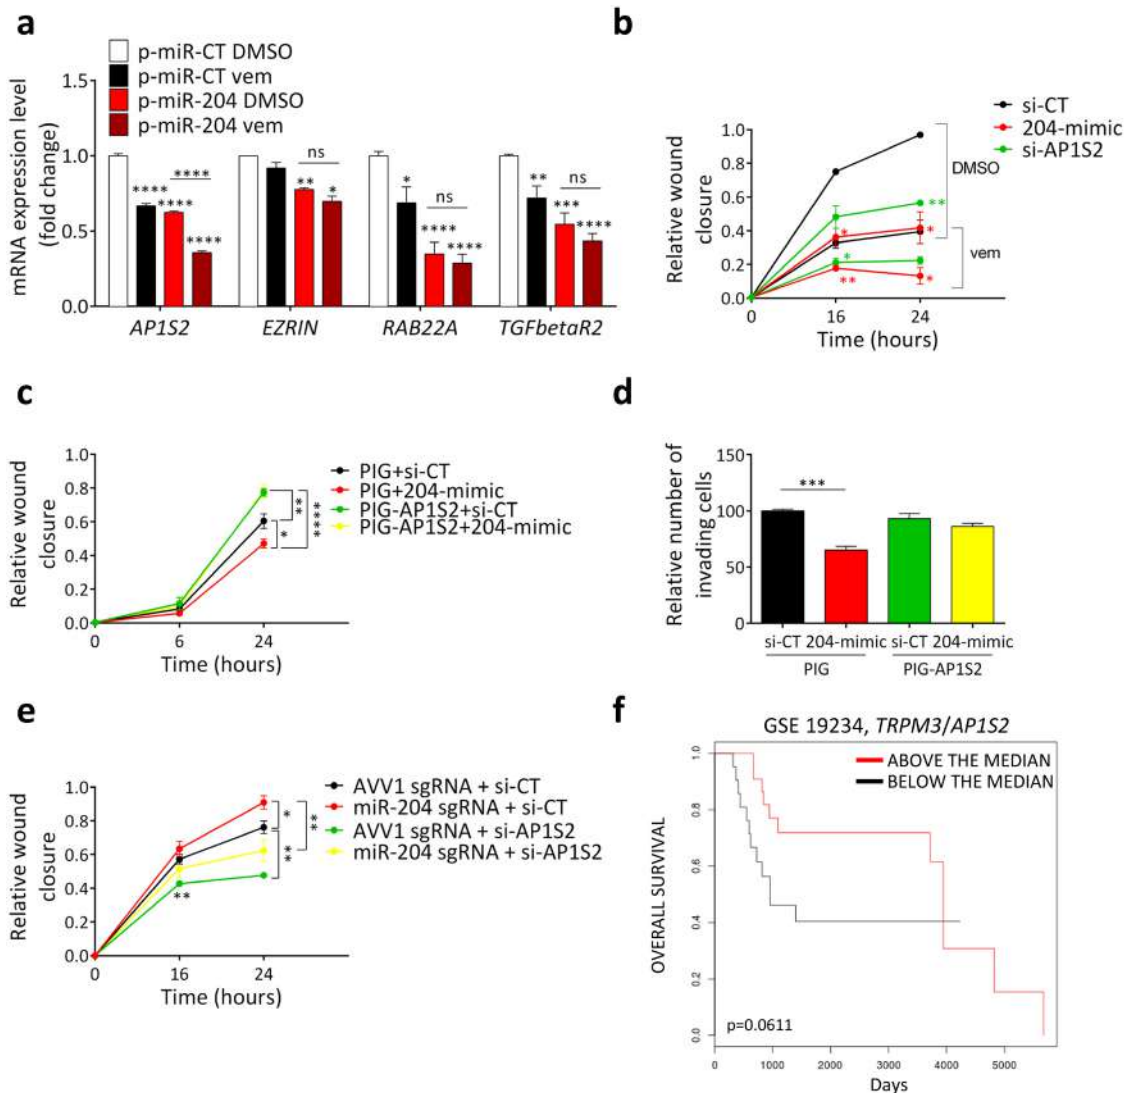 a
p-miR-CT DMSO
p-miR-CT vem
p-miR-204 DMSO
p-miR-204 vem
mRNA expression level
(fold change)
1.5
1.0
0.5
0.0
****
****
****
****
**
ns
*
*
ns
****
****
**
ns
***
****
AP1S2
EZRIN
RAB22A
TGFbetaR2
b
si-CT
204-mimic
si-AP1S2
DMSO
vem
Relative wound
closure
1.0
0.8
0.6
0.4
0.2
0.0
**
*
*
*
**
*
0
16
24
Time (hours)
c
Relative wound
closure
1.0
0.8
0.6
0.4
0.2
0.0
PIG+si-CT
PIG+204-mimic
PIG-AP1S2+si-CT
PIG-AP1S2+204-mimic
**
*
****
0
6
24
Time (hours)
d
Relative number of
invading cells
150
100
50
0
***
si-CT 204-mimic
si-CT 204-mimic
PIG
PIG-AP1S2
e
Relative wound
closure
1.0
0.8
0.6
0.4
0.2
0.0
AVV1 sgRNA + si-CT
miR-204 sgRNA + si-CT
AVV1 sgRNA + si-AP1S2
miR-204 sgRNA + si-AP1S2
*
**
**
**
0
16
24
Time (hours)
f
GSE 19234, TRPM3/AP1S2
ABOVE THE MEDIAN
BELOW THE MEDIAN
OVERALL SURVIVAL
1.0
0.8
0.6
0.4
0.2
0.0
p=0.0611
0
1000
2000
3000
4000
5000
Days